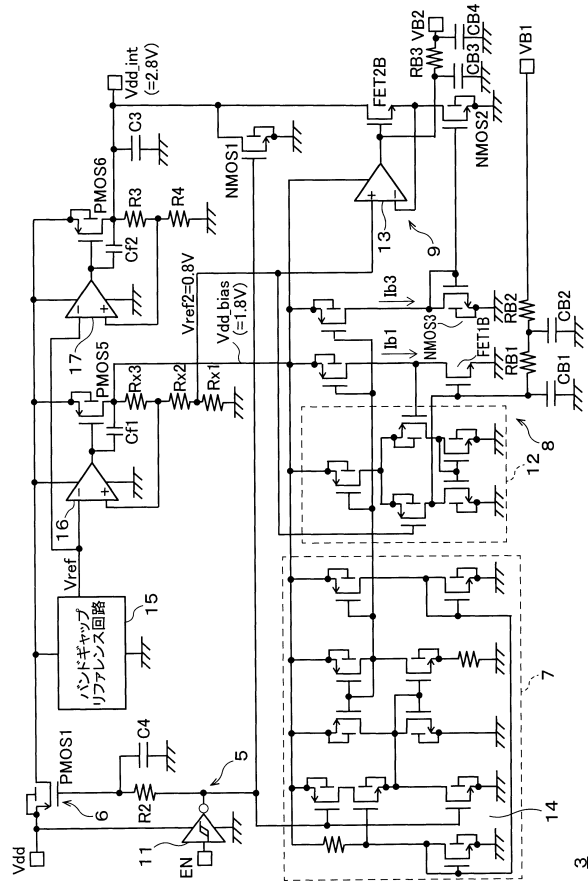 Vdd
PMOS1
6
C4
R2
5
11
EN
バンドギャップ
リファレンス回路
15
Vref
16
17
PMOS5
Cf1
Rx3
Rx2
Rx1
PMOS6
Cf2
R3
R4
C3
Vdd_int
(=2.8V)
Vref2=0.8V
Vdd_bias
(=1.8V)
NMOS1
13
9
FET2B
NMOS2
RB3
VB2
CB3
CB4
VB1
Ib1
Ib3
NMOS3
FET1B
RB1
RB2
CB1
CB2
12
8
7
14
3